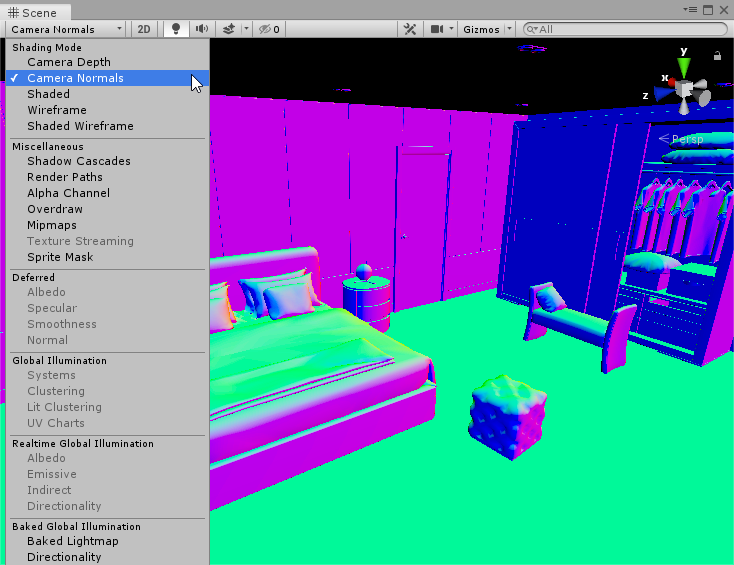 Scene
Camera Normals
2D
0
Gizmos
All
Shading Mode
Camera Depth
Camera Normals
Shaded
Wireframe
Shaded Wireframe
Miscellaneous
Shadow Cascades
Render Paths
Alpha Channel
Overdraw
Mipmaps
Texture Streaming
Sprite Mask
Deferred
Albedo
Specular
Smoothness
Normal
Global Illumination
Systems
Clustering
Lit Clustering
UV Charts
Realtime Global Illumination
Albedo
Emissive
Indirect
Directionality
Baked Global Illumination
Baked Lightmap
Directionality
y
x
z
Persp